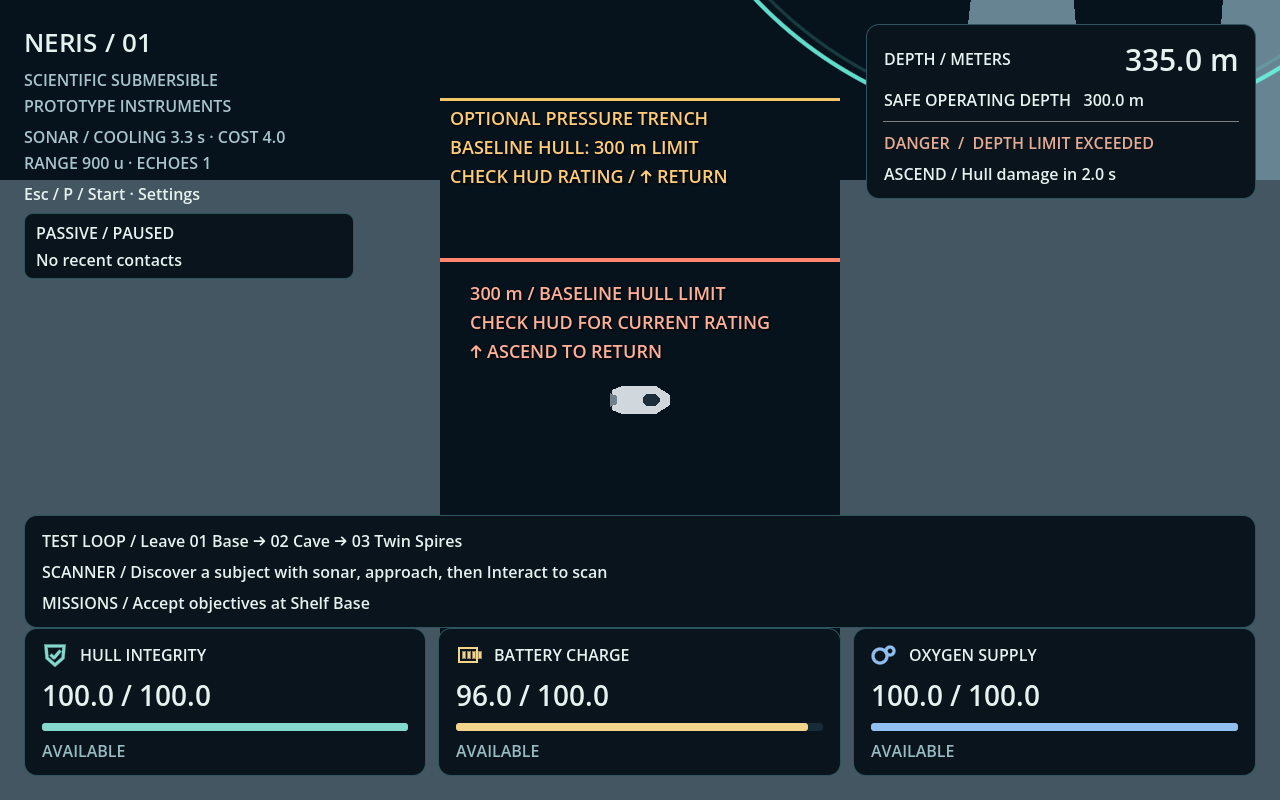 NERIS / 01
SCIENTIFIC SUBMERSIBLE
PROTOTYPE INSTRUMENTS
SONAR / COOLING 3.3 s · COST 4.0
RANGE 900 u · ECHOES 1
Esc / P / Start · Settings
PASSIVE / PAUSED
No recent contacts
OPTIONAL PRESSURE TRENCH
BASELINE HULL: 300 m LIMIT
CHECK HUD RATING / ↑ RETURN
300 m / BASELINE HULL LIMIT
CHECK HUD FOR CURRENT RATING
↑ ASCEND TO RETURN
DEPTH / METERS 335.0 m
SAFE OPERATING DEPTH 300.0 m
DANGER / DEPTH LIMIT EXCEEDED
ASCEND / Hull damage in 2.0 s
TEST LOOP / Leave 01 Base → 02 Cave → 03 Twin Spires
SCANNER / Discover a subject with sonar, approach, then Interact to scan
MISSIONS / Accept objectives at Shelf Base
HULL INTEGRITY
100.0 / 100.0
AVAILABLE
BATTERY CHARGE
96.0 / 100.0
AVAILABLE
OXYGEN SUPPLY
100.0 / 100.0
AVAILABLE